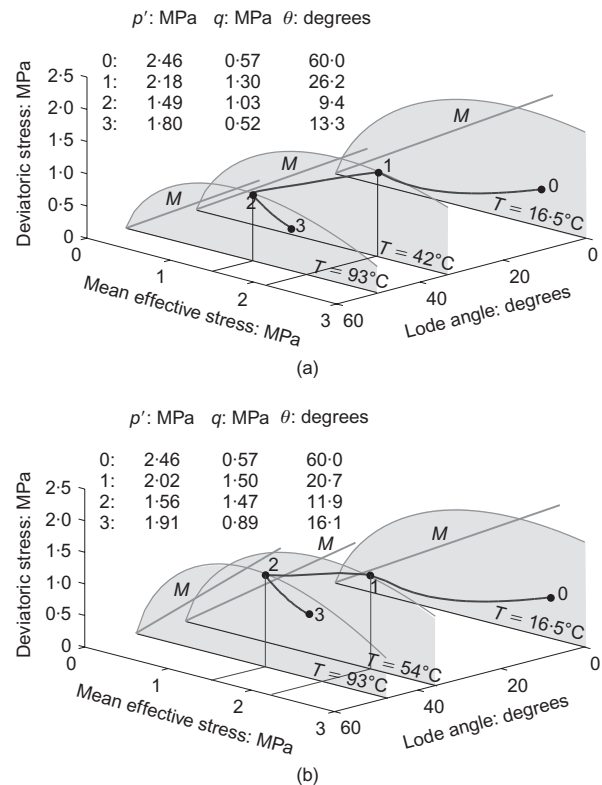 p′: MPa q: MPa θ: degrees
0: 2·46 0·57 60·0
1: 2·18 1·30 26·2
2: 1·49 1·03 9·4
3: 1·80 0·52 13·3
Deviatoric stress: MPa
2·5
2·0
1·5
1·0
0·5
0
M
M
M
1
0
2
3
T = 16·5°C
T = 42°C
T = 93°C
0
1
2
3
60
40
20
0
Mean effective stress: MPa
Lode angle: degrees
(a)
p′: MPa q: MPa θ: degrees
0: 2·46 0·57 60·0
1: 2·02 1·50 20·7
2: 1·56 1·47 11·9
3: 1·91 0·89 16·1
Deviatoric stress: MPa
2·5
2·0
1·5
1·0
0·5
0
M
M
M
2
1
0
3
T = 16·5°C
T = 54°C
T = 93°C
0
1
2
3
60
40
20
0
Mean effective stress: MPa
Lode angle: degrees
(b)